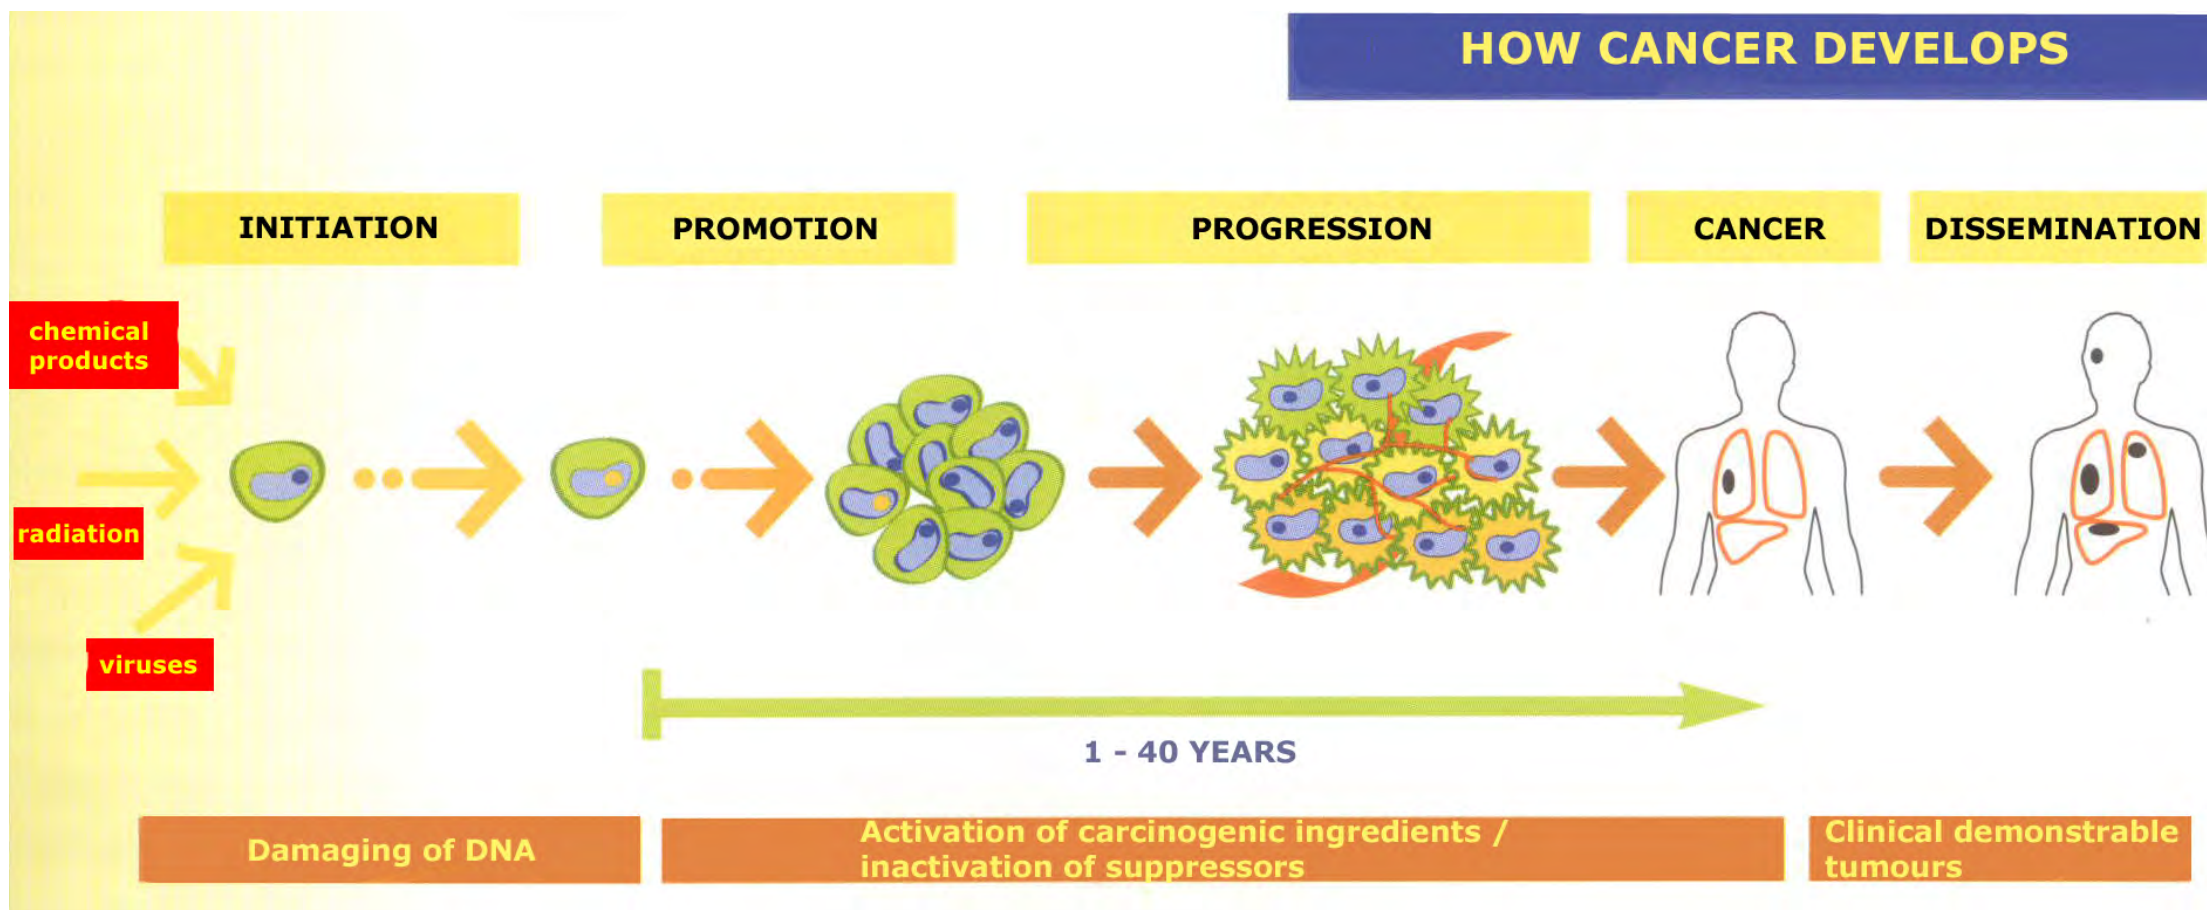 HOW CANCER DEVELOPS
INITIATION
PROMOTION
PROGRESSION
CANCER
DISSEMINATION
chemical
products
radiation
viruses
1 - 40 YEARS
Damaging of DNA
Activation of carcinogenic ingredients /
inactivation of suppressors
Clinical demonstrable
tumours